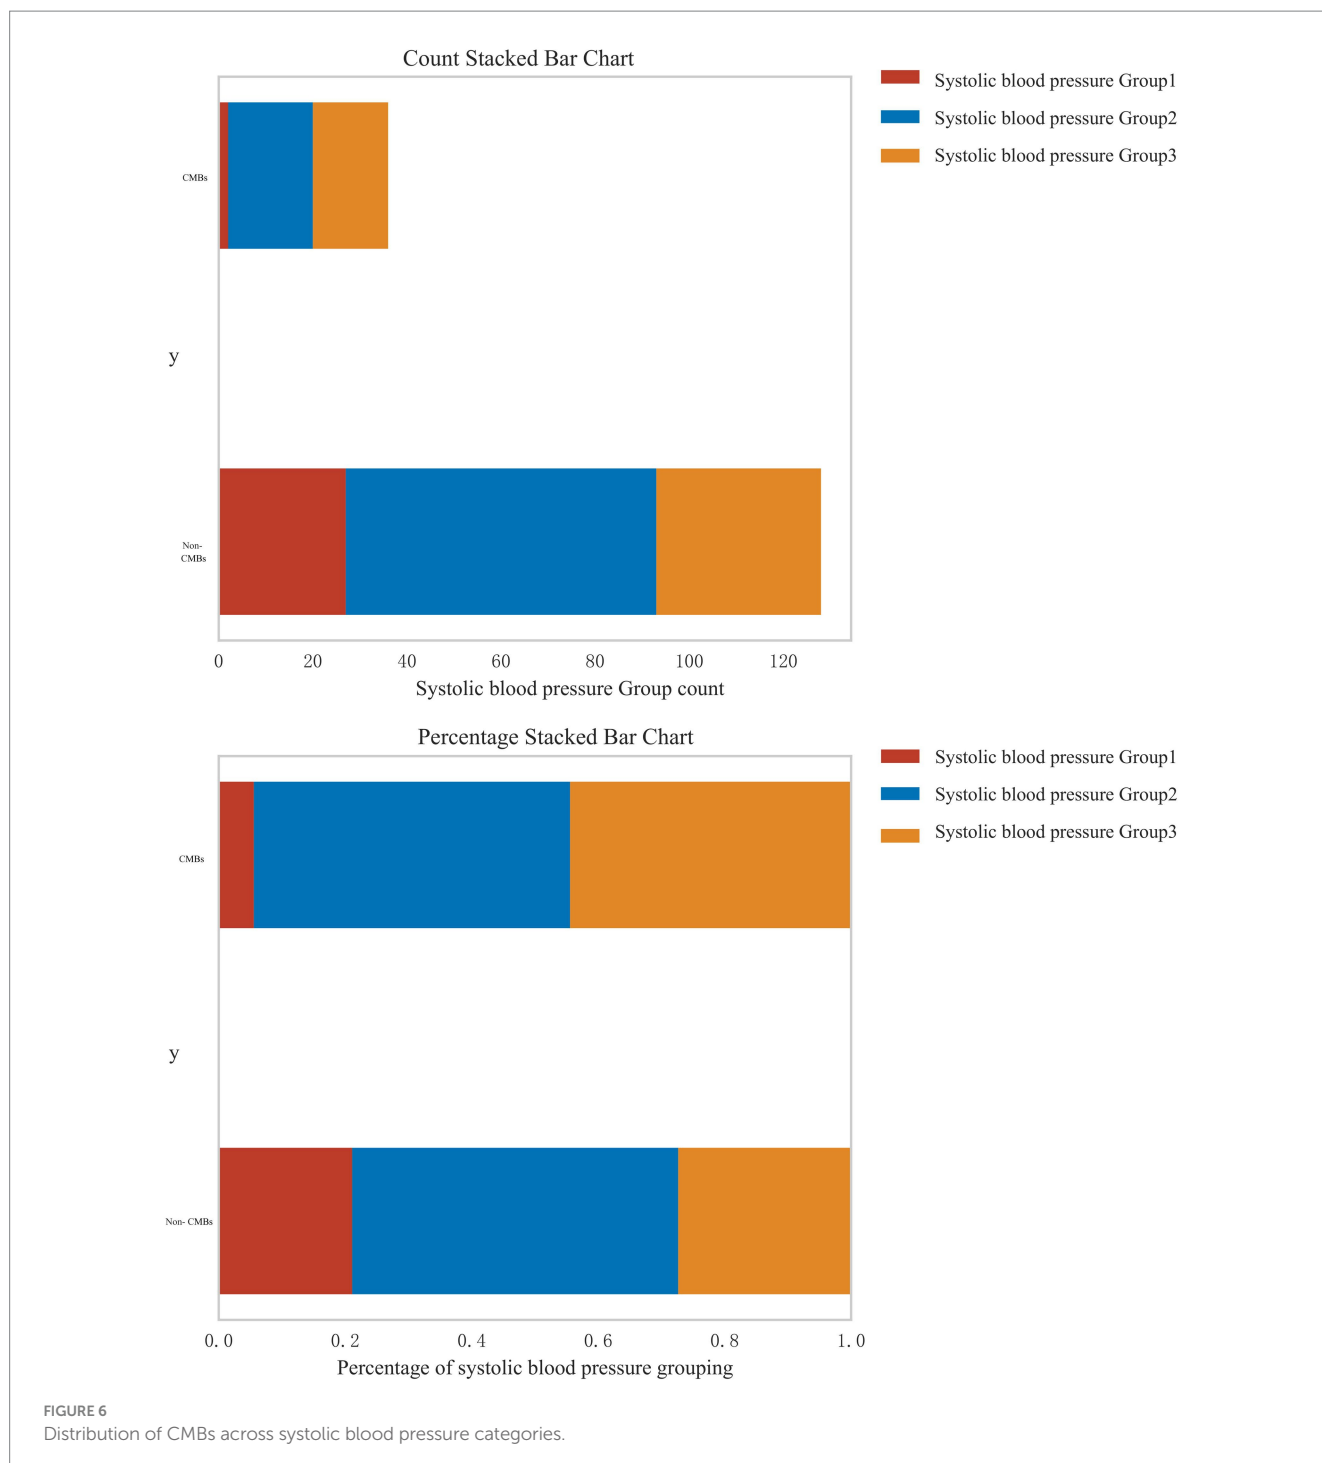 Count Stacked Bar Chart
Systolic blood pressure Group1
Systolic blood pressure Group2
Systolic blood pressure Group3
CMBs
y
Non-
CMBs
0 20 40 60 80 100 120
Systolic blood pressure Group count
Percentage Stacked Bar Chart
Systolic blood pressure Group1
Systolic blood pressure Group2
Systolic blood pressure Group3
CMBs
y
Non- CMBs
0.0 0.2 0.4 0.6 0.8 1.0
Percentage of systolic blood pressure grouping
FIGURE 6
Distribution of CMBs across systolic blood pressure categories.